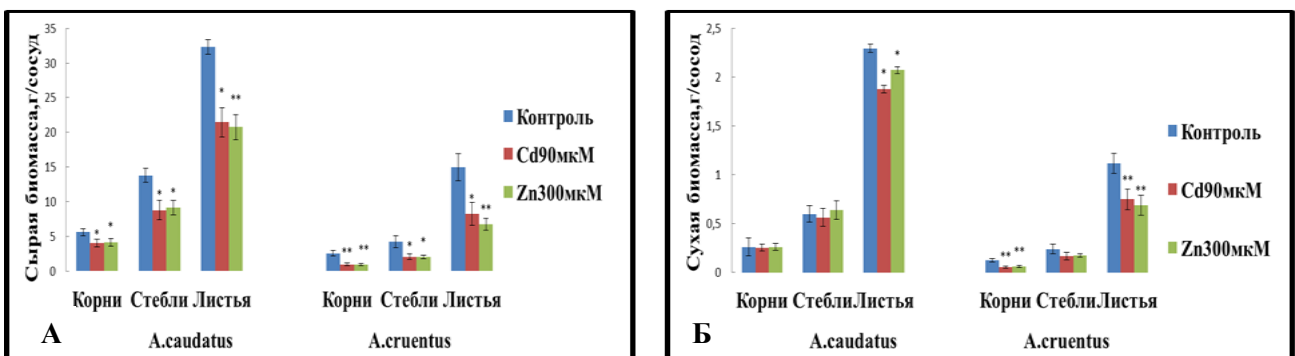 Сырая биомасса,г/сосуд
35
30
25
20
15
10
5
0
* * * * * ** ** ** * * * **
Контроль
Cd90мкМ
Zn300мкМ
Корни Стебли Листья Корни Стебли Листья
А A.caudatus A.cruentus
Сухая биомасса,г/сосод
2,5
2
1,5
1
0,5
0
* * ** ** ** **
Контроль
Cd90мкМ
Zn300мкМ
Корни Стебли Листья Корни Стебли Листья
Б A.caudatus A.cruentus